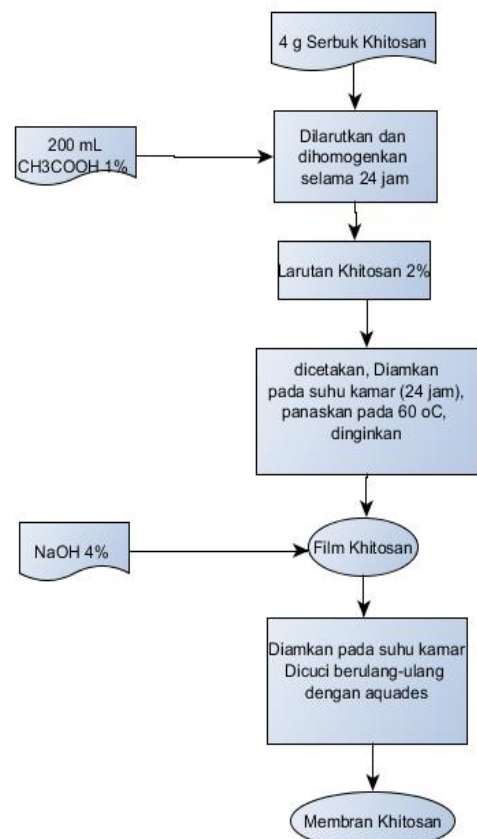 4 g Serbuk Khitosan
200 mL
CH3COOH 1%
Dilarutkan dan
dihomogenkan
selama 24 jam
Larutan Khitosan 2%
dicetakan, Diamkan
pada suhu kamar (24 jam),
panaskan pada 60 oC,
dinginkan
NaOH 4%
Film Khitosan
Diamkan pada suhu kamar
Dicuci berulang-ulang
dengan aquades
Membran Khitosan